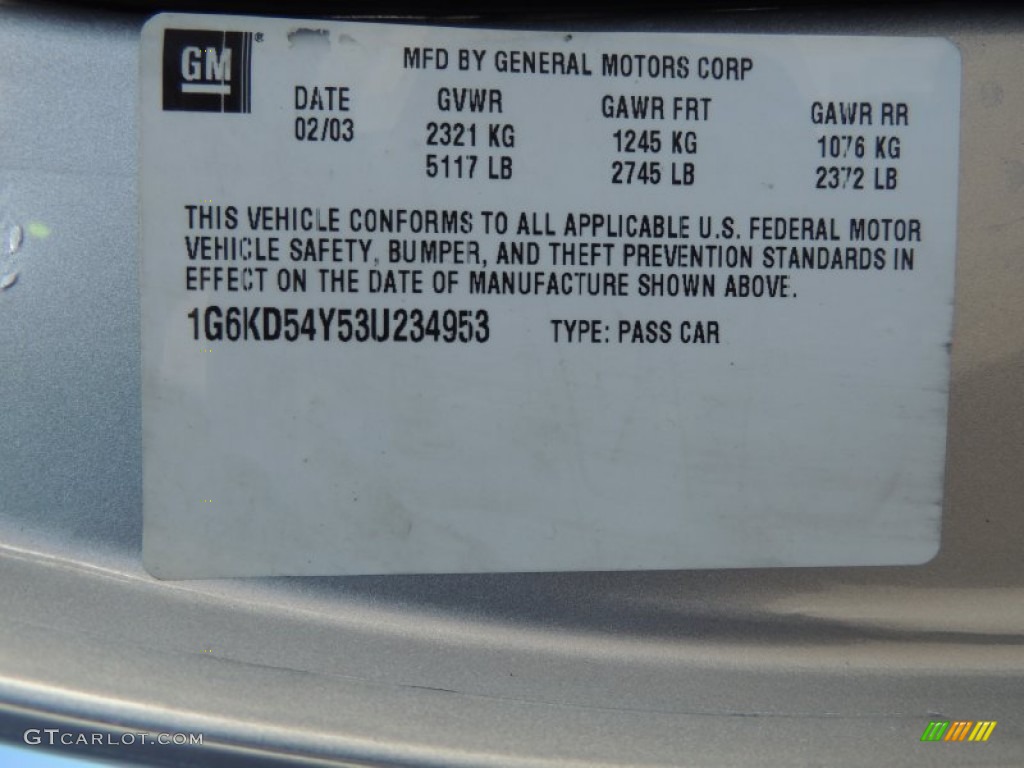 GM®
MFD BY GENERAL MOTORS CORP
DATE GVWR GAWR FRT GAWR RR
02/03 2321 KG 1245 KG 1076 KG
5117 LB 2745 LB 2372 LB
THIS VEHICLE CONFORMS TO ALL APPLICABLE U.S. FEDERAL MOTOR
VEHICLE SAFETY, BUMPER, AND THEFT PREVENTION STANDARDS IN
EFFECT ON THE DATE OF MANUFACTURE SHOWN ABOVE.
1G6KD54Y53U234953 TYPE: PASS CAR
GTCARLOT.COM